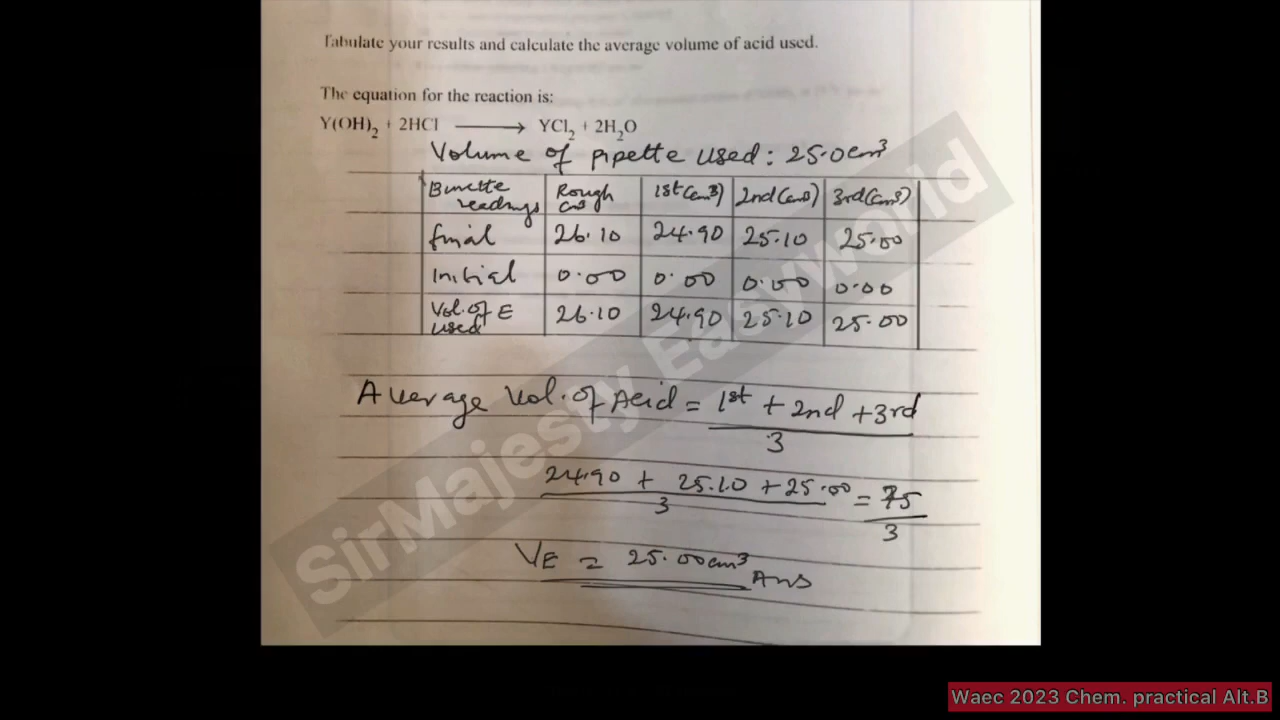 Tabulate your results and calculate the average volume of acid used.
The equation for the reaction is:
Y(OH)₂ + 2HCl ⟶ YCl₂ + 2H₂O
Volume of pipette used: 25.0cm³
Burette readings | Rough cm³ | 1st (cm³) | 2nd (cm³) | 3rd (cm³)
final | 26.10 | 24.90 | 25.10 | 25.00
Initial | 0.00 | 0.00 | 0.00 | 0.00
Vol. of E used | 26.10 | 24.90 | 25.10 | 25.00
Average Vol. of Acid = 1st + 2nd + 3rd
3
24.90 + 25.10 + 25.00 = 75
3 3
VE = 25.00cm³ Ans
SirMajesty Easyworld
Waec 2023 Chem. practical Alt.B